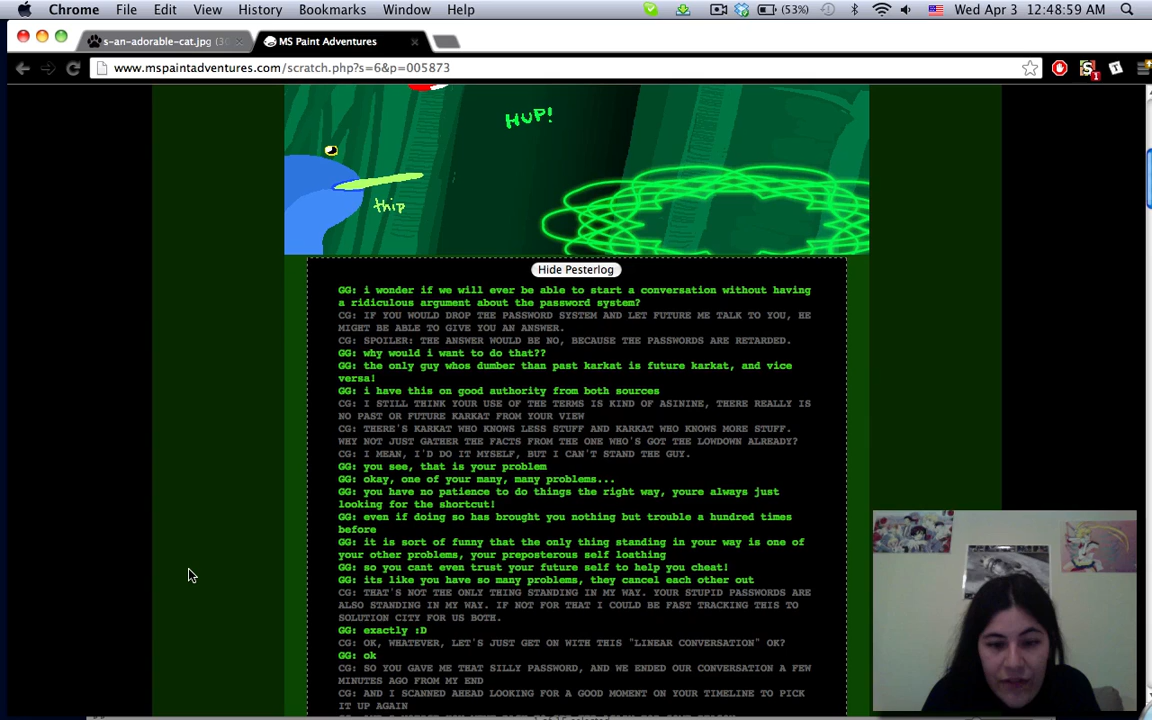 Chrome File Edit View History Bookmarks Window Help (53%) Wed Apr 3 12:48:59 AM
s-an-adorable-cat.jpg MS Paint Adventures
www.mspaintadventures.com/scratch.php?s=6&p=005873
HUP!
thip
Hide Pesterlog
GG: i wonder if we will ever be able to start a conversation without having
a ridiculous argument about the password system?
CG: IF YOU WOULD DROP THE PASSWORD SYSTEM AND LET FUTURE ME TALK TO YOU, HE
MIGHT BE ABLE TO GIVE YOU AN ANSWER.
CG: SPOILER: THE ANSWER WOULD BE NO, BECAUSE THE PASSWORDS ARE RETARDED.
GG: why would i want to do that??
GG: the only guy whos dumber than past karkat is future karkat, and vice
versa!
GG: i have this on good authority from both sources
CG: I STILL THINK YOUR USE OF THE TERMS IS KIND OF ASININE, THERE REALLY IS
NO PAST OR FUTURE KARKAT FROM YOUR VIEW
CG: THERE'S KARKAT WHO KNOWS LESS STUFF AND KARKAT WHO KNOWS MORE STUFF.
WHY NOT JUST GATHER THE FACTS FROM THE ONE WHO'S GOT THE LOWDOWN ALREADY?
CG: I MEAN, I'D DO IT MYSELF, BUT I CAN'T STAND THE GUY.
GG: you see, that is your problem
GG: okay, one of your many, many problems...
GG: you have no patience to do things the right way, youre always just
looking for the shortcut!
GG: even if doing so has brought you nothing but trouble a hundred times
before
GG: it is sort of funny that the only thing standing in your way is one of
your other problems, your preposterous self loathing
GG: so you cant even trust your future self to help you cheat!
GG: its like you have so many problems, they cancel each other out
CG: THAT'S NOT THE ONLY THING STANDING IN MY WAY. YOUR STUPID PASSWORDS ARE
ALSO STANDING IN MY WAY. IF NOT FOR THAT I COULD BE FAST TRACKING THIS TO
SOLUTION CITY FOR US BOTH.
GG: exactly :D
CG: OK, WHATEVER, LET'S JUST GET ON WITH THIS "LINEAR CONVERSATION" OK?
GG: ok
CG: SO YOU GAVE ME THAT SILLY PASSWORD, AND WE ENDED OUR CONVERSATION A FEW
MINUTES AGO FROM MY END
CG: AND I SCANNED AHEAD LOOKING FOR A GOOD MOMENT ON YOUR TIMELINE TO PICK
IT UP AGAIN